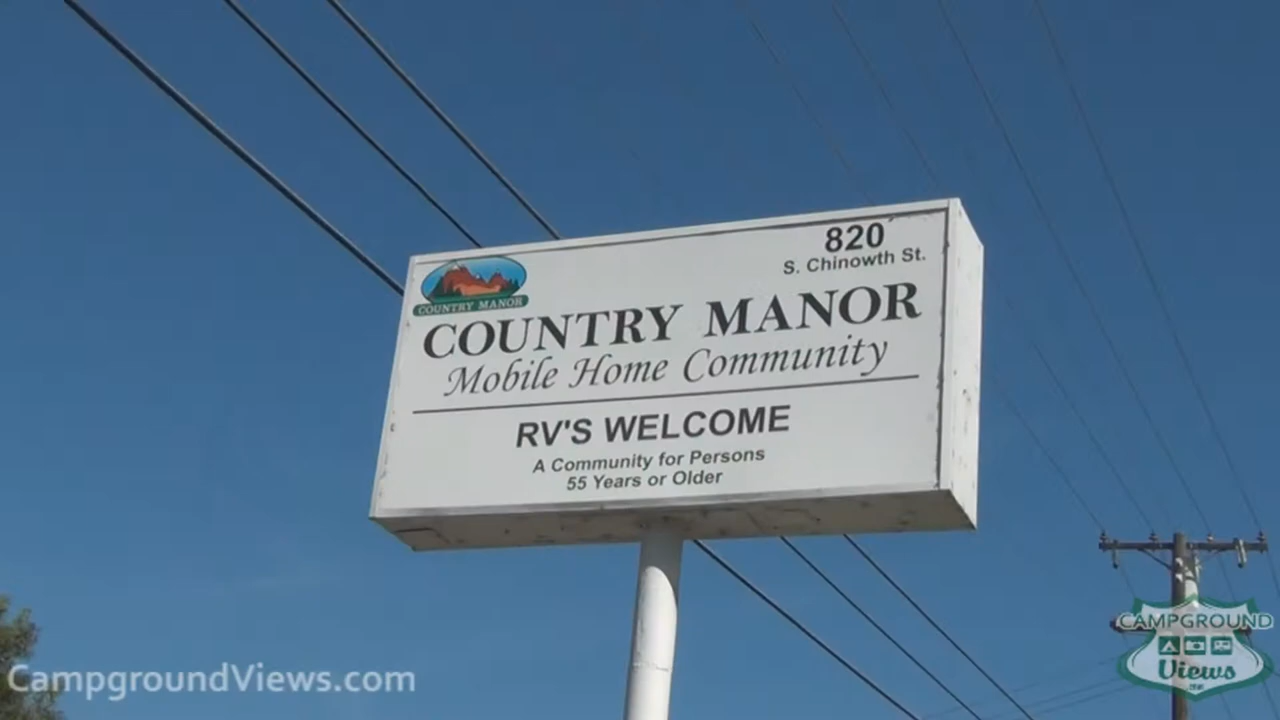 820
S. Chinowth St.
COUNTRY MANOR
COUNTRY MANOR
Mobile Home Community
RV'S WELCOME
A Community for Persons
55 Years or Older
CampgroundViews.com
CAMPGROUND
Views